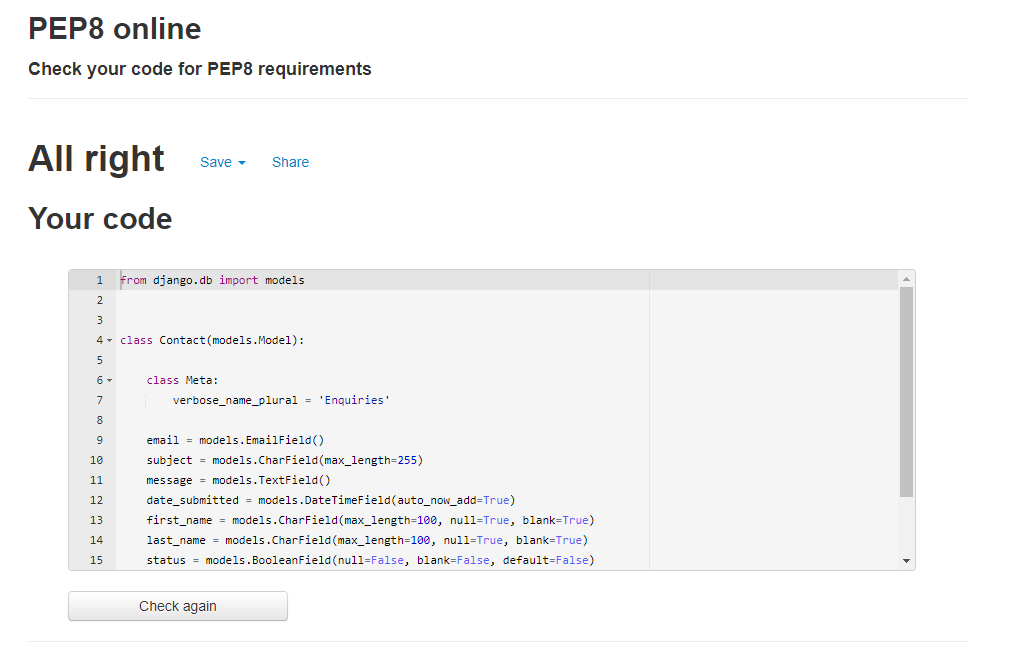 PEP8 online
Check your code for PEP8 requirements
All right Save Share
Your code
1 from django.db import models
2
3
4 class Contact(models.Model):
5
6     class Meta:
7         verbose_name_plural = 'Enquiries'
8
9     email = models.EmailField()
10     subject = models.CharField(max_length=255)
11     message = models.TextField()
12     date_submitted = models.DateTimeField(auto_now_add=True)
13     first_name = models.CharField(max_length=100, null=True, blank=True)
14     last_name = models.CharField(max_length=100, null=True, blank=True)
15     status = models.BooleanField(null=False, blank=False, default=False)
Check again